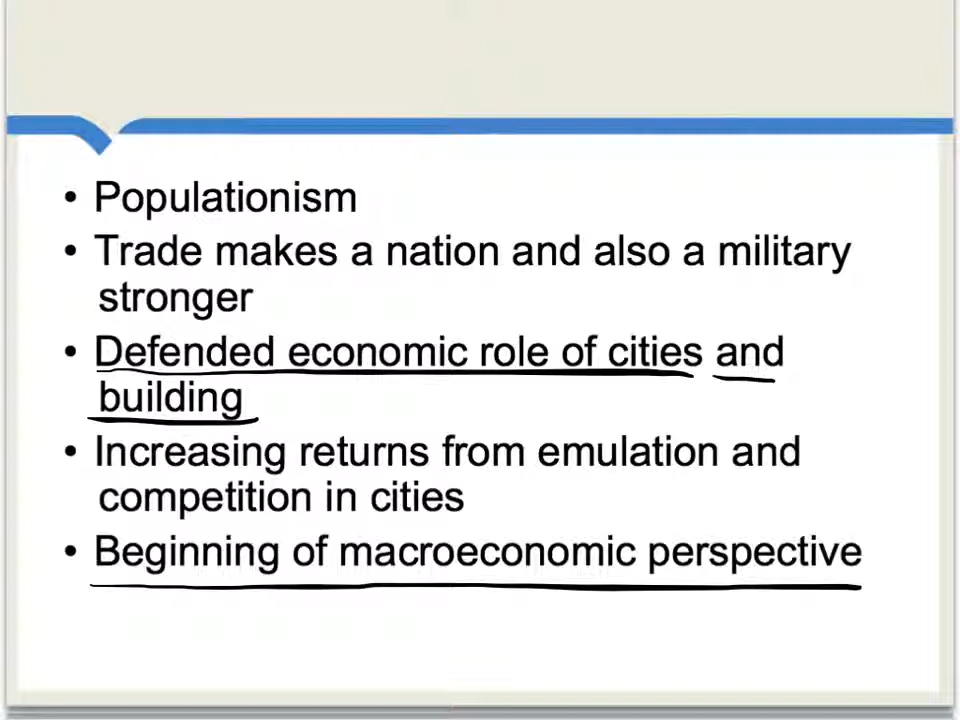 • Populationism
• Trade makes a nation and also a military
stronger
• Defended economic role of cities and
building
• Increasing returns from emulation and
competition in cities
• Beginning of macroeconomic perspective